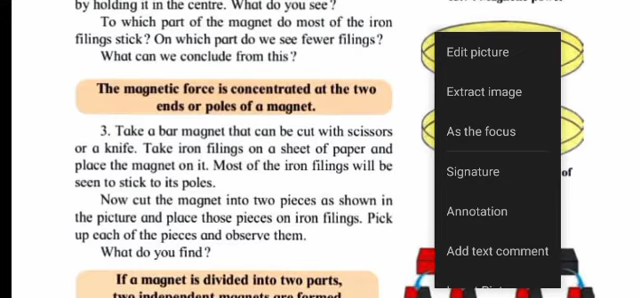 by holding it in the centre. What do you see?
To which part of the magnet do most of the iron
filings stick? On which part do we see fewer filings?
What can we conclude from this?
The magnetic force is concentrated at the two
ends or poles of a magnet.
3. Take a bar magnet that can be cut with scissors
or a knife. Take iron filings on a sheet of paper and
place the magnet on it. Most of the iron filings will be
seen to stick to its poles.
Now cut the magnet into two pieces as shown in
the picture and place those pieces on iron filings. Pick
up each of the pieces and observe them.
What do you find?
If a magnet is divided into two parts,
two independent magnets are formed
Edit picture
Extract image
As the focus
Signature
of
Annotation
Add text comment